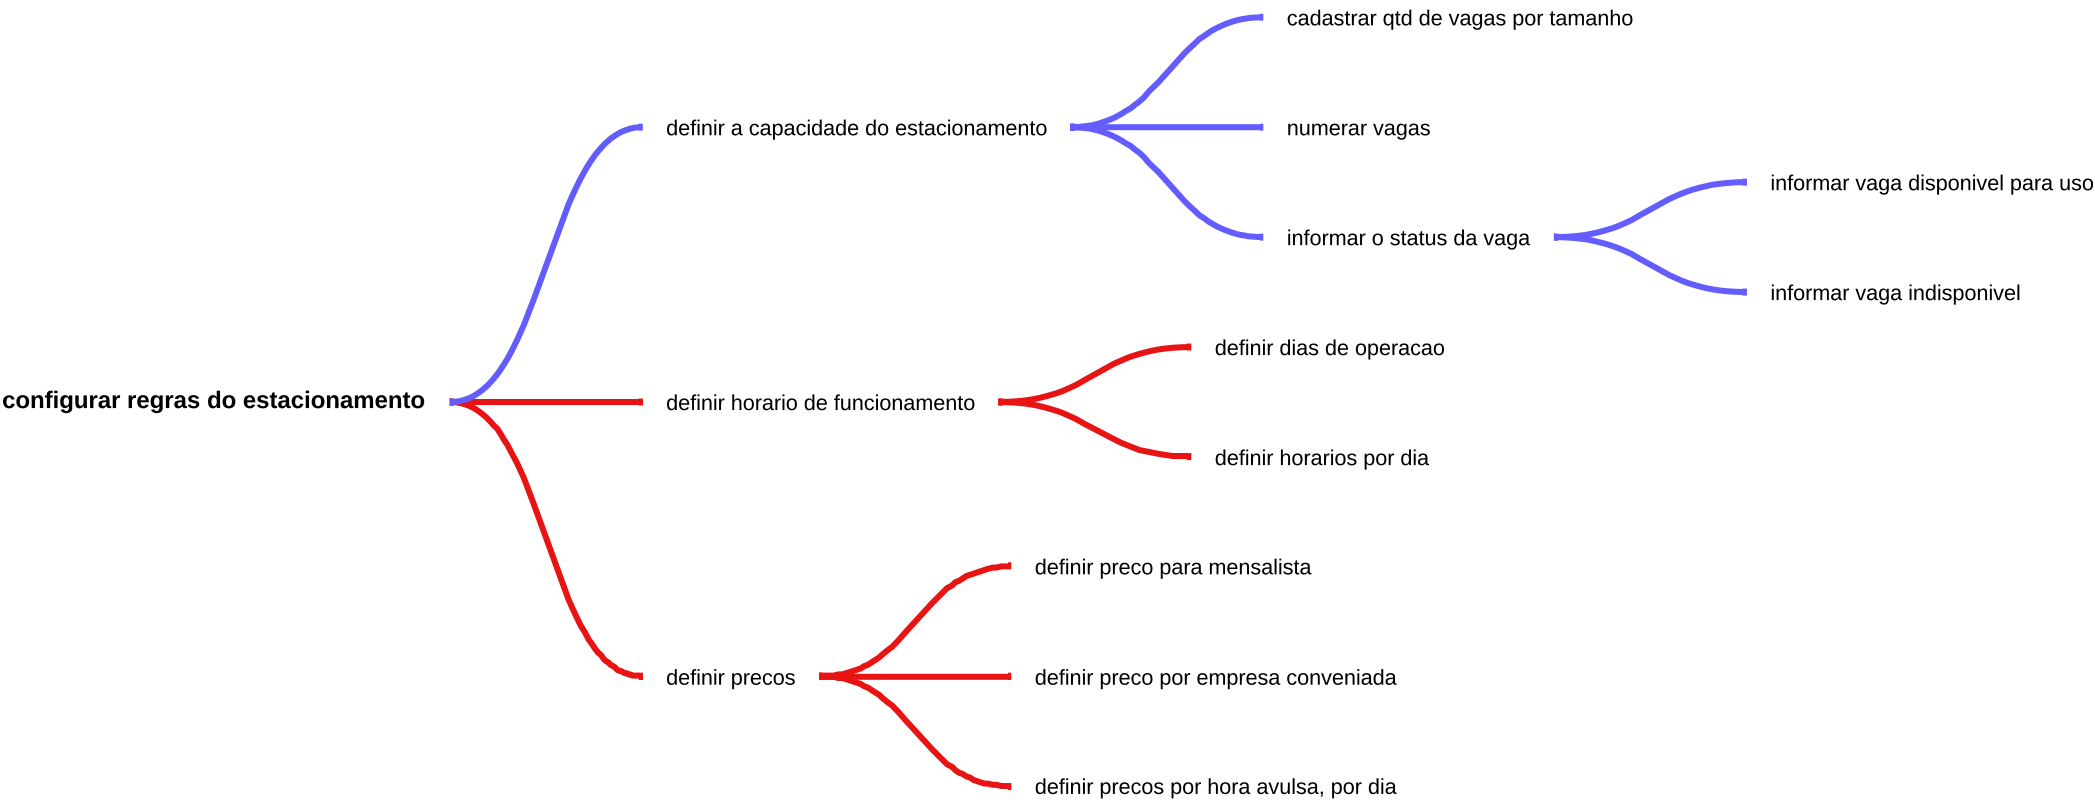 configurar regras do estacionamento
definir a capacidade do estacionamento
cadastrar qtd de vagas por tamanho
numerar vagas
informar o status da vaga
informar vaga disponivel para uso
informar vaga indisponivel
definir horario de funcionamento
definir dias de operacao
definir horarios por dia
definir precos
definir preco para mensalista
definir preco por empresa conveniada
definir precos por hora avulsa, por dia